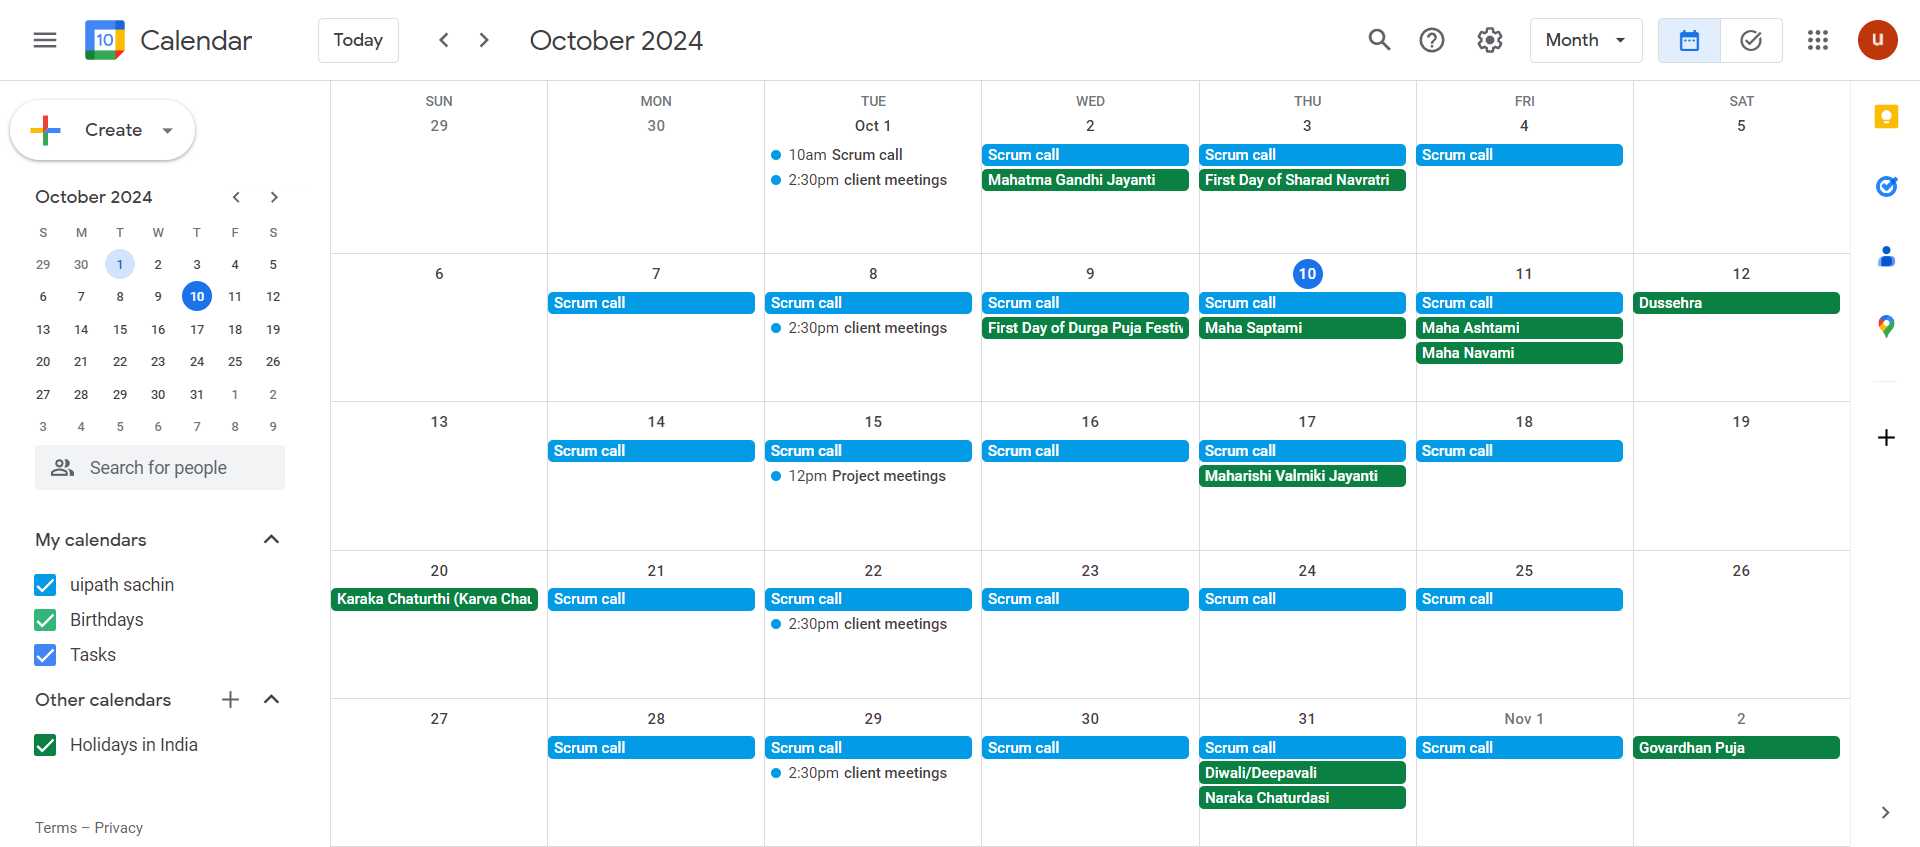 10 Calendar Today October 2024 Month u
Create
October 2024
S M T W T F S
29 30 1 2 3 4 5
6 7 8 9 10 11 12
13 14 15 16 17 18 19
20 21 22 23 24 25 26
27 28 29 30 31 1 2
3 4 5 6 7 8 9
Search for people
My calendars
uipath sachin
Birthdays
Tasks
Other calendars
Holidays in India
Terms – Privacy
SUN MON TUE WED THU FRI SAT
29 30 Oct 1 2 3 4 5
10am Scrum call Scrum call Scrum call Scrum call
2:30pm client meetings Mahatma Gandhi Jayanti First Day of Sharad Navratri
6 7 8 9 10 11 12
Scrum call Scrum call Scrum call Scrum call Scrum call Dussehra
2:30pm client meetings First Day of Durga Puja Festiv Maha Saptami Maha Ashtami
Maha Navami
13 14 15 16 17 18 19
Scrum call Scrum call Scrum call Scrum call Scrum call
12pm Project meetings Maharishi Valmiki Jayanti
20 21 22 23 24 25 26
Karaka Chaturthi (Karva Chau Scrum call Scrum call Scrum call Scrum call Scrum call
2:30pm client meetings
27 28 29 30 31 Nov 1 2
Scrum call Scrum call Scrum call Scrum call Scrum call Govardhan Puja
2:30pm client meetings Diwali/Deepavali
Naraka Chaturdasi